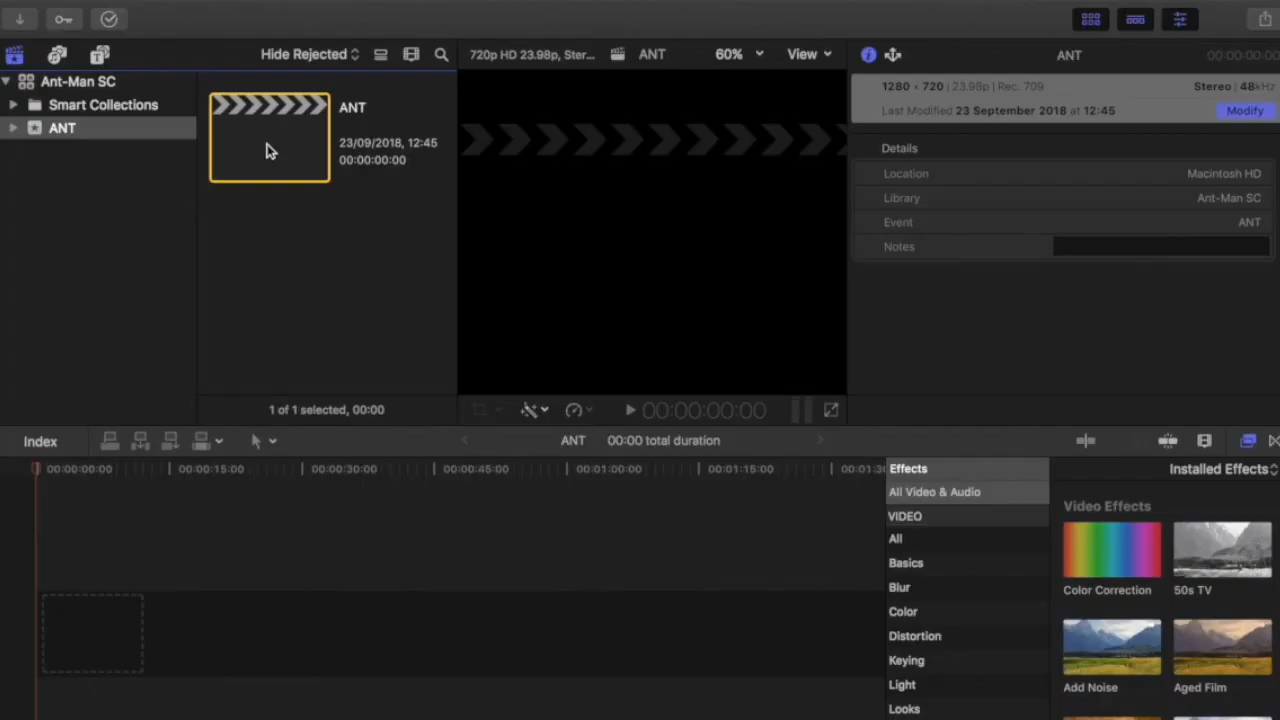 Hide Rejected
720p HD 23.98p, Ster...
ANT
60%
View
ANT
00:00:00:00
Ant-Man SC
Smart Collections
ANT
ANT
23/09/2018, 12:45
00:00:00:00
1280 × 720 | 23.98p | Rec. 709
Stereo | 48kHz
Last Modified 23 September 2018 at 12:45
Modify
Details
Location
Macintosh HD
Library
Ant-Man SC
Event
ANT
Notes
1 of 1 selected, 00:00
00:00:00:00
Index
ANT
00:00 total duration
00:00:00:00
00:00:15:00
00:00:30:00
00:00:45:00
00:01:00:00
00:01:15:00
Effects
Installed Effects
All Video & Audio
VIDEO
All
Basics
Blur
Color
Distortion
Keying
Light
Looks
Video Effects
Color Correction
50s TV
Add Noise
Aged Film